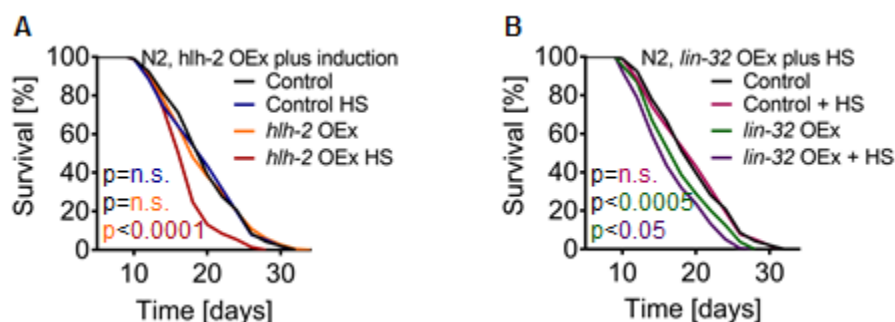 A
N2, hlh-2 OEx plus induction
Control
Control HS
hlh-2 OEx
hlh-2 OEx HS
p=n.s.
p=n.s.
p<0.0001
Survival [%]
100
80
60
40
20
0
10 20 30
Time [days]
B
N2, lin-32 OEx plus HS
Control
Control + HS
lin-32 OEx
lin-32 OEx + HS
p=n.s.
p<0.0005
p<0.05
Survival [%]
100
80
60
40
20
0
10 20 30
Time [days]